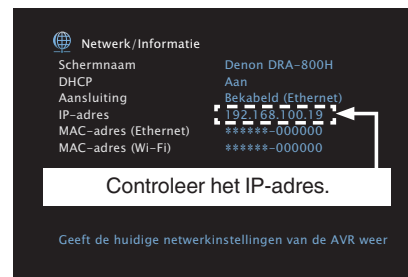 Netwerk/Informatie
Schermnaam Denon DRA-800H
DHCP Aan
Aansluiting Bekabeld (Ethernet)
IP-adres 192.168.100.19
MAC-adres (Ethernet) ******-000000
MAC-adres (Wi-Fi) ******-000000
Controleer het IP-adres.
Geeft de huidige netwerkinstellingen van de AVR weer